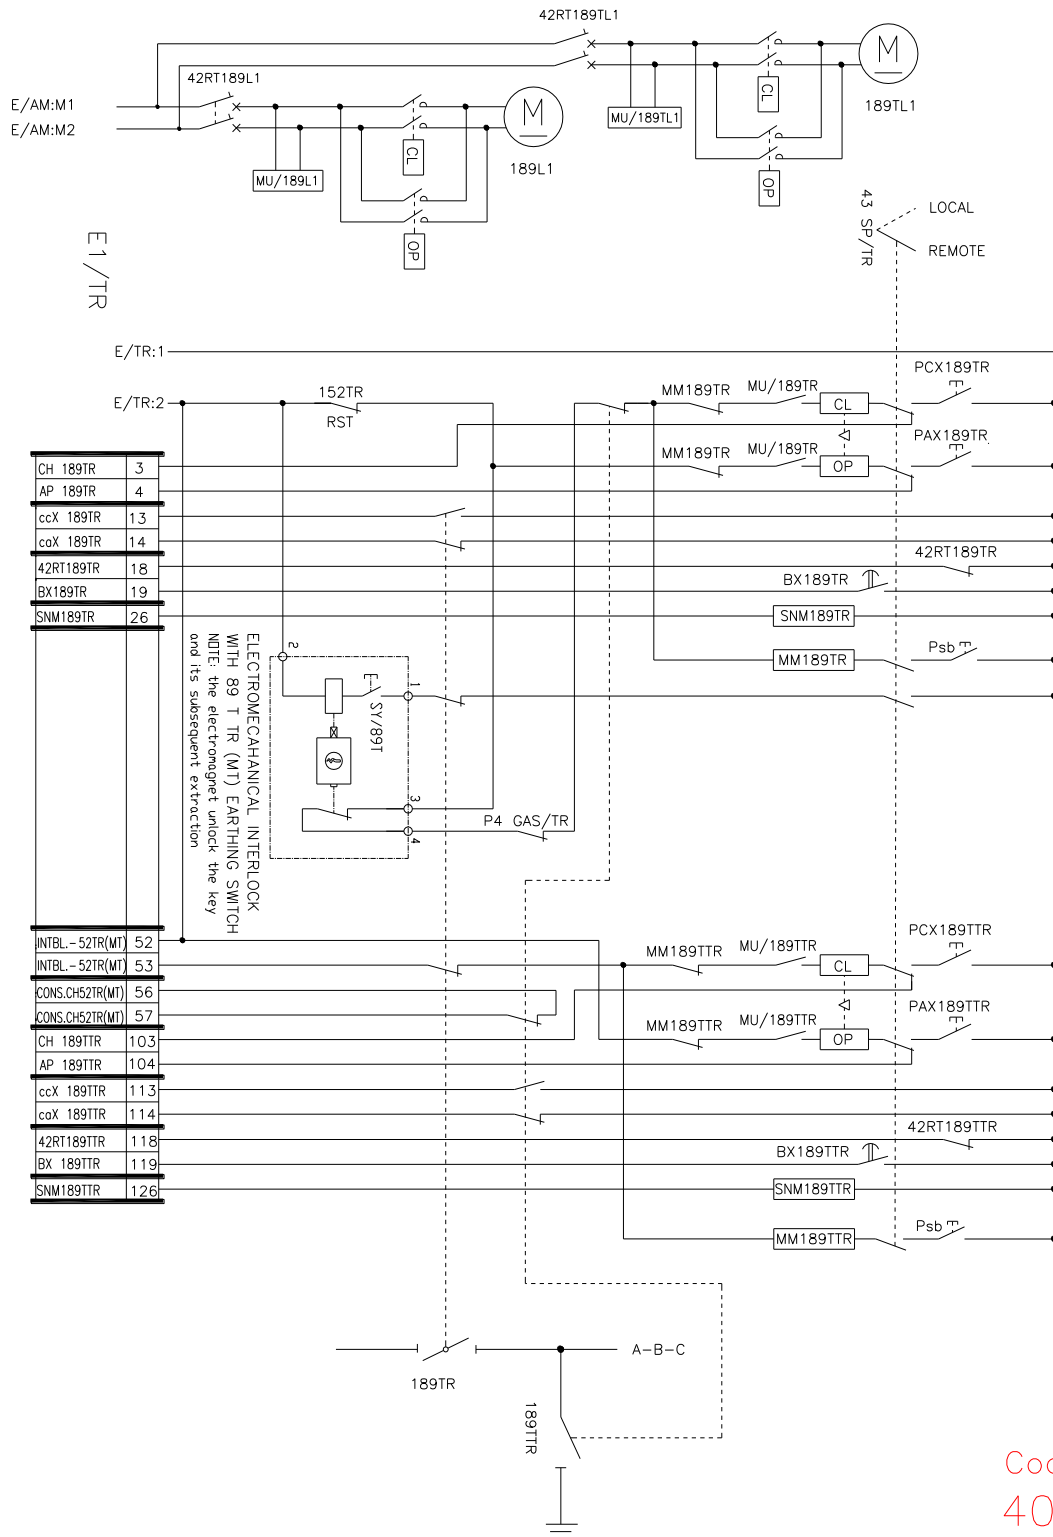 42RT189TL1
M
189TL1
42RT189L1
E/AM:M1
E/AM:M2
M
189L1
CL
MU/189TL1
OP
CL
MU/189L1
OP
43 SP/TR
LOCAL
REMOTE
E1/TR
E/TR:1
E/TR:2
152TR
RST
MM189TR
MU/189TR
CL
PCX189TR
MM189TR
MU/189TR
OP
PAX189TR
CH 189TR 3
AP 189TR 4
ccX 189TR 13
caX 189TR 14
42RT189TR 18
BX189TR 19
SNM189TR 26
42RT189TR
BX189TR
SNM189TR
MM189TR
Psb
2
1
SY/89T
3
4
ELECTROMECAHANICAL INTERLOCK
WITH 89 T TR (MT) EARTHING SWITCH
NOTE: the electromagnet unlock the key
and its subsequent extraction
P4 GAS/TR
INTBL.-52TR(MT) 52
INTBL.-52TR(MT) 53
CONS.CH52TR(MT) 56
CONS.CH52TR(MT) 57
CH 189TTR 103
AP 189TTR 104
ccX 189TTR 113
caX 189TTR 114
42RT189TTR 118
BX 189TTR 119
SNM189TTR 126
MM189TTR
MU/189TTR
CL
PCX189TTR
MM189TTR
MU/189TTR
OP
PAX189TTR
42RT189TTR
BX189TTR
SNM189TTR
MM189TTR
Psb
A-B-C
189TR
189TTR
40